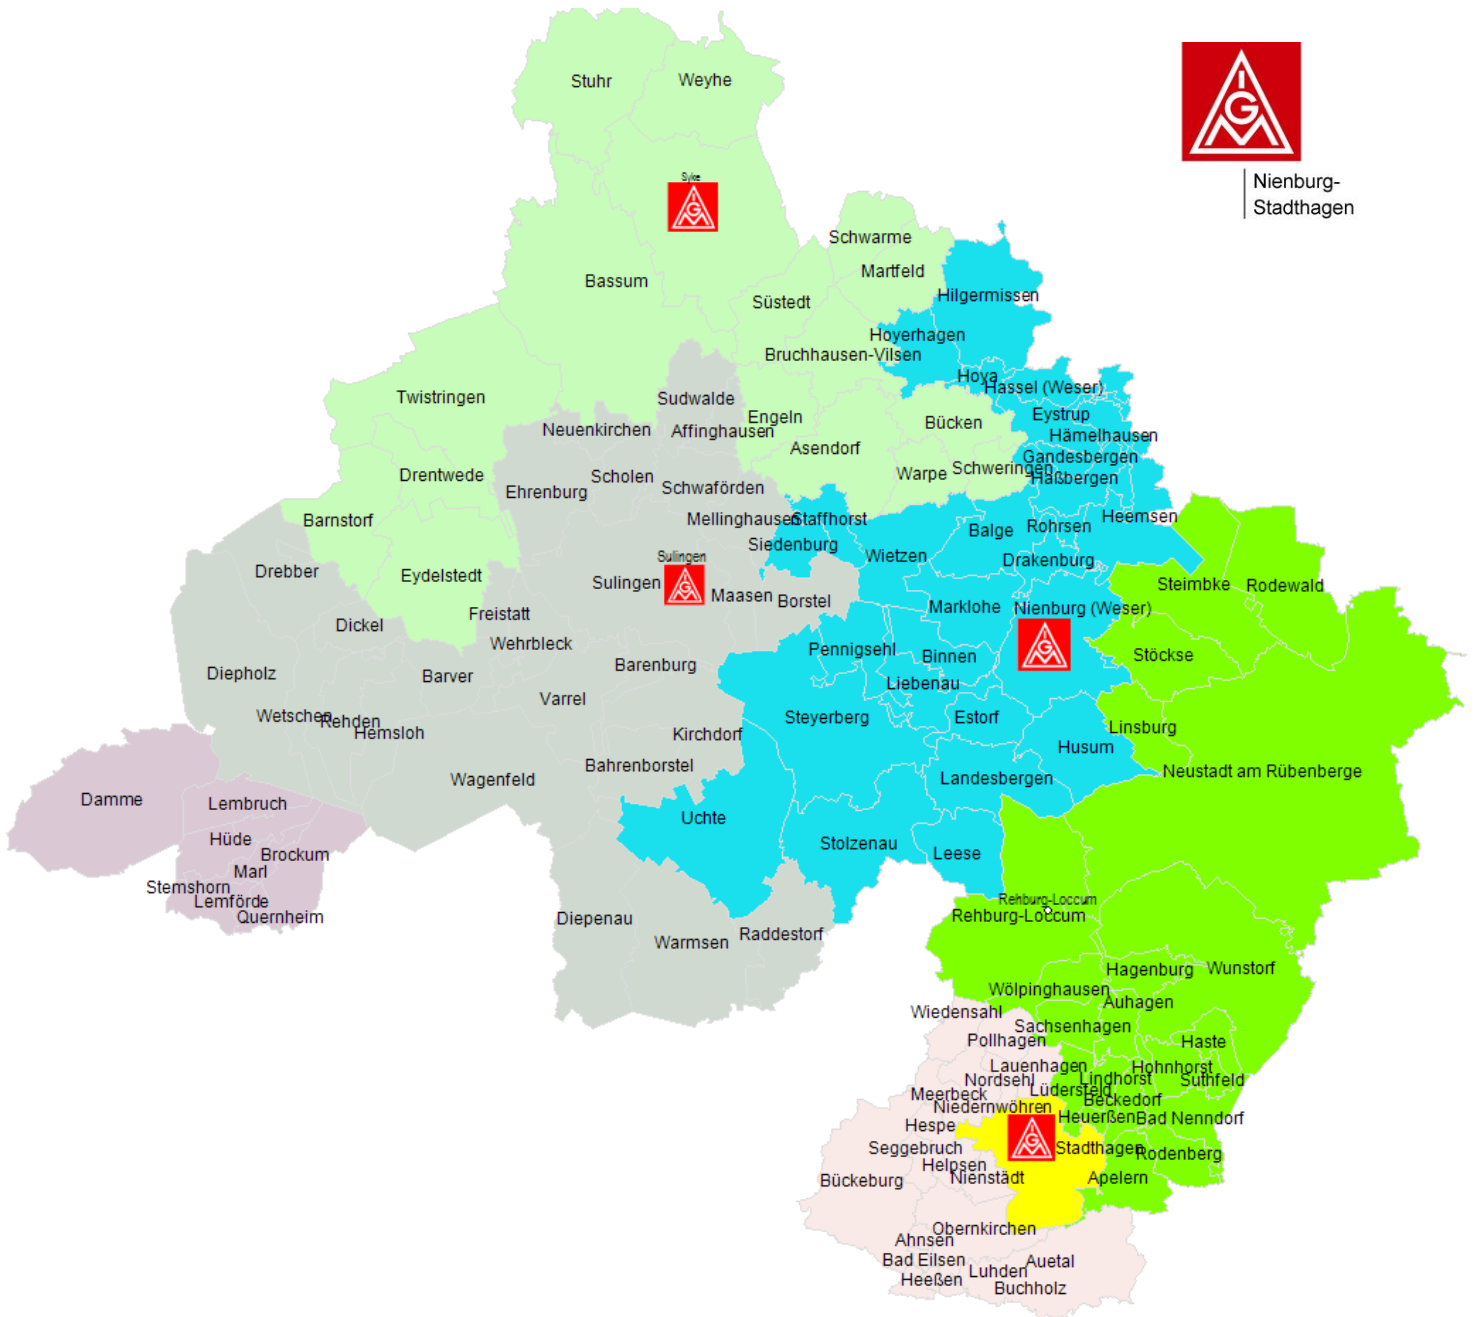 Stuhr
Weyhe
IGM
Nienburg-
Stadthagen
Syke
IGM
Schwarme
Martfeld
Bassum
Süstedt
Hilgermissen
Hoyerhagen
Bruchhausen-Vilsen
Hoya
Hassel (Weser)
Twistringen
Sudwalde
Engeln
Eystrup
Bücken
Neuenkirchen
Affinghausen
Hämelhausen
Asendorf
Gandesbergen
Drentwede
Scholen
Warpe
Schweringen
Haßbergen
Ehrenburg
Schwaförden
Barnstorf
Mellinghausen
Staffhorst
Heemsen
Balge
Rohrsen
Siedenburg
Sulingen
Wietzen
Drakenburg
Drebber
Eydelstedt
Sulingen
IGM
Maasen
Borstel
Steimbke
Rodewald
Freistatt
Marklohe
Nienburg (Weser)
IGM
Dickel
Wehrbleck
Pennigsehl
Binnen
Stöckse
Diepholz
Barver
Barenburg
Liebenau
Varrel
Wetschen
Rehden
Hemsloh
Steyerberg
Estorf
Linsburg
Kirchdorf
Husum
Bahrenborstel
Wagenfeld
Landesbergen
Neustadt am Rübenberge
Damme
Lembruch
Uchte
Hüde
Stolzenau
Leese
Brockum
Marl
Stemshorn
Lemförde
Quernheim
Diepenau
Warmsen
Raddestorf
Rehburg-Loccum
Rehburg-Loccum
Hagenburg
Wunstorf
Wölpinghausen
Auhagen
Wiedensahl
Sachsenhagen
Pollhagen
Haste
Lauenhagen
Hohnhorst
Nordsehl
Lindhorst
Suthfeld
Meerbeck
Lüdersfeld
Beckedorf
Niedernwöhren
Heuerßen
Bad Nenndorf
Hespe
IGM
Seggebruch
Stadthagen
Rodenberg
Helpsen
Bückeburg
Nienstädt
Apelern
Obernkirchen
Ahnsen
Bad Eilsen
Auetal
Luhden
Heeßen
Buchholz